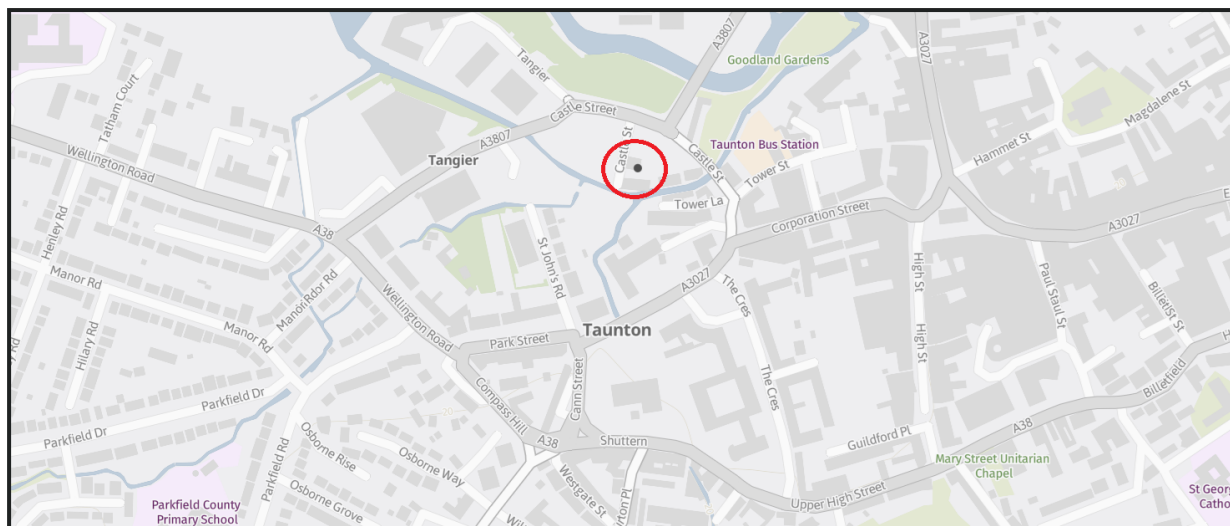 A3807
A3027
Tangier
Goodland Gardens
Tatham Court
Castle Street
Magdalene St
A3807
Castle St
Hammet St
Wellington Road
Tangier
Castle St
Taunton Bus Station
Tower St
Tower La
Corporation Street
A3027
Henley Rd
A38
St John's Rd
A3027
High St
Paul Staul St
Billetst St
Manor Rd
Manor Rd
Wellington Road
The Cres
Hilary Rd
Manor Rd
Park Street
Taunton
High St
Billetfield
Parkfield Dr
Compass Hill
Cann Street
The Cres
Parkfield Dr
Osborne Rise
A38
Shuttern
Guildford Pl
A38
Parkfield Rd
Osborne Way
Westgate St
Mary Street Unitarian
Chapel
Osborne Grove
Upper High Street
Parkfield County
Primary School
St